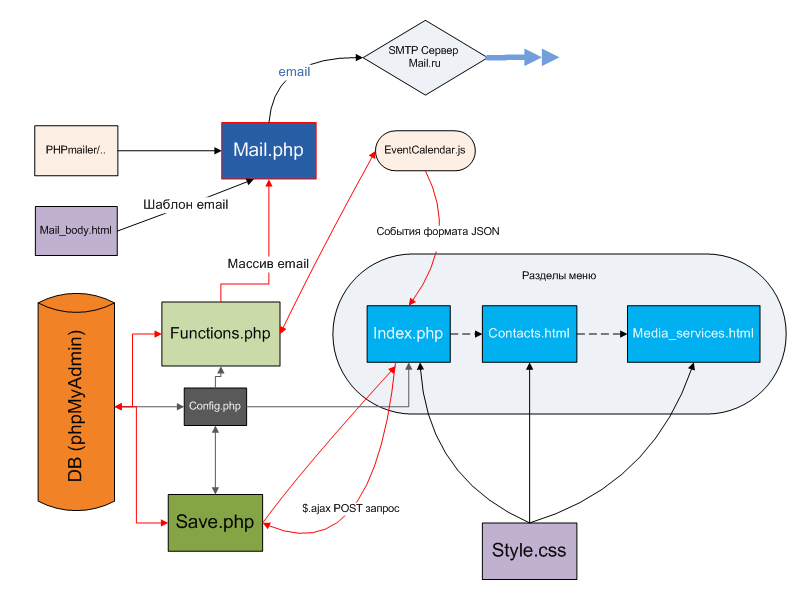 SMTP Сервер
Mail.ru
email
PHPmailer/..
Mail.php
EventCalendar.js
Шаблон email
Mail_body.html
События формата JSON
Массив email
Разделы меню
DB (phpMyAdmin)
Functions.php
Index.php
Contacts.html
Media_services.html
Config.php
$.ajax POST запрос
Save.php
Style.css